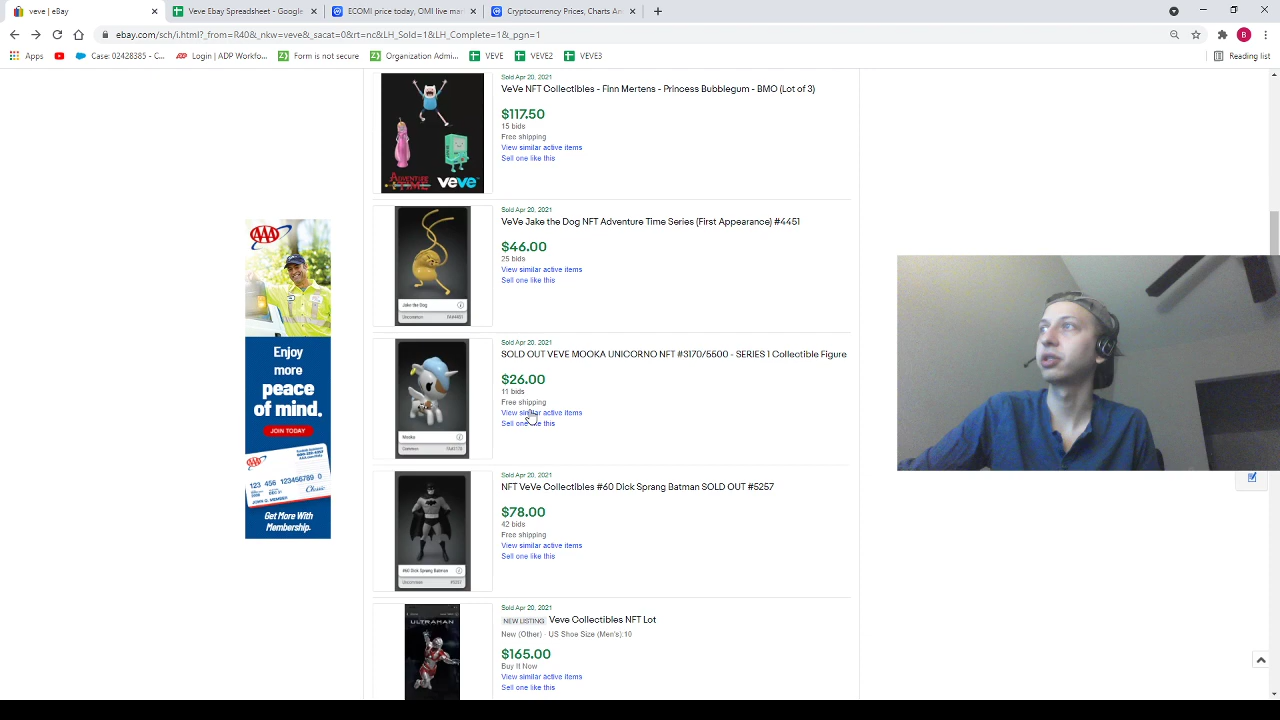 veve | eBay
Veve Ebay Spreadsheet - Google
ECOMI price today, OMI live mar
Cryptocurrency Prices, Charts An
ebay.com/sch/i.html?_from=R40&_nkw=veve&_sacat=0&rt=nc&LH_Sold=1&LH_Complete=1&_pgn=1
Apps
Case: 02428385 - C...
Login | ADP Workfo...
Form is not secure
Organization Admi...
VEVE
VEVE2
VEVE3
Reading list
Sold Apr 20, 2021
VeVe NFT Collectibles - Finn Mertens - Princess Bubblegum - BMO (Lot of 3)
$117.50
15 bids
Free shipping
View similar active items
Sell one like this
ADVENTURE TIME
veve
Sold Apr 20, 2021
VeVe Jake the Dog NFT Adventure Time Series (First Appearance) #4451
$46.00
25 bids
View similar active items
Sell one like this
Jake the Dog
Uncommon
FA#4451
Sold Apr 20, 2021
SOLD OUT VEVE MOOKA UNICORNO NFT #3170/5500 - SERIES 1 Collectible Figure
$26.00
11 bids
Free shipping
View similar active items
Sell one like this
Mooka
Common
Sold Apr 20, 2021
NFT VeVe Collectibles #60 Dick Sprang Batman SOLD OUT #5257
$78.00
42 bids
Free shipping
View similar active items
Sell one like this
#60 Dick Sprang Batman
Uncommon
#5257
Sold Apr 20, 2021
NEW LISTING Veve Collectibles NFT Lot
New (Other) · US Shoe Size (Men's):10
$165.00
Buy It Now
View similar active items
Sell one like this
ULTRAMAN
AAA
Enjoy
more
peace
of mind.
JOIN TODAY
AAA
123 456 123456789 0
Classic
JOHN Q. MEMBER
Get More With
Membership.
B